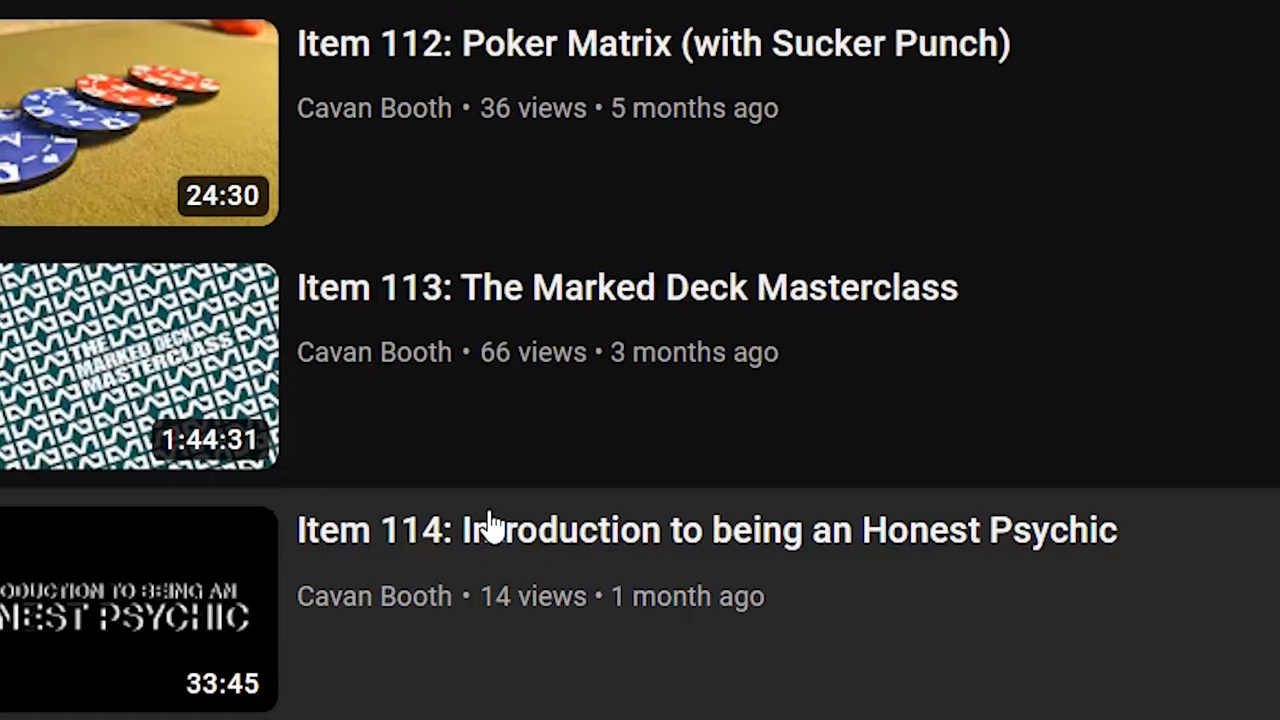 Item 112: Poker Matrix (with Sucker Punch)
Cavan Booth • 36 views • 5 months ago
24:30
Item 113: The Marked Deck Masterclass
Cavan Booth • 66 views • 3 months ago
THE
MARKED DECK
MASTERCLASS
1:44:31
Item 114: Introduction to being an Honest Psychic
Cavan Booth • 14 views • 1 month ago
ODUCTION TO BEING AN
NEST PSYCHIC
33:45